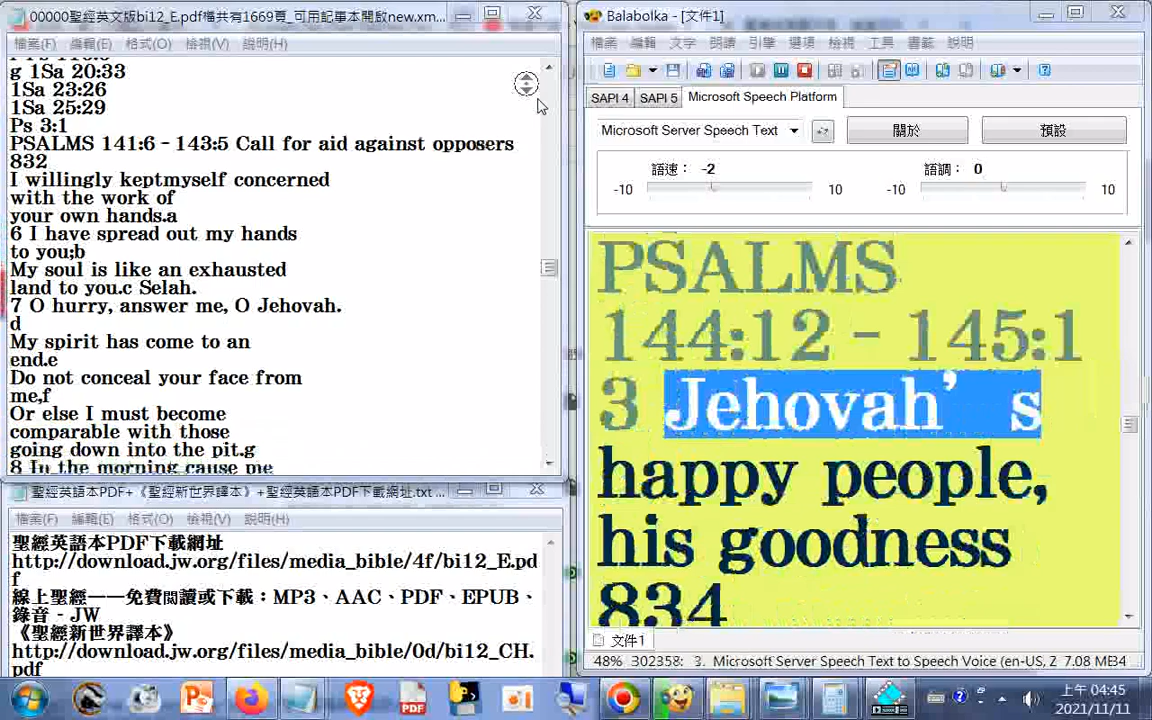 00000聖經英文版bi12_E.pdf檔共有1669頁_可用記事本開啟new.xm...
檔案(F) 編輯(E) 格式(O) 檢視(V) 說明(H)
g 1Sa 20:33
1Sa 23:26
1Sa 25:29
Ps 3:1
PSALMS 141:6–143:5 Call for aid against opposers
832
I willingly keptmyself concerned
with the work of
your own hands.a
6 I have spread out my hands
to you;b
My soul is like an exhausted
land to you.c Selah.
7 O hurry, answer me, O Jehovah.
d
My spirit has come to an
end.e
Do not conceal your face from
me,f
Or else I must become
comparable with those
going down into the pit.g
8 In the morning cause me
聖經英語本PDF+《聖經新世界譯本》+聖經英語本PDF下載網址.txt ...
檔案(F) 編輯(E) 格式(O) 檢視(V) 說明(H)
聖經英語本PDF下載網址
http://download.jw.org/files/media_bible/4f/bi12_E.pd
f
線上聖經——免費閱讀或下載：MP3、AAC、PDF、EPUB、
錄音 - JW
《聖經新世界譯本》
http://download.jw.org/files/media_bible/0d/bi12_CH.
pdf
Balabolka - [文件1]
檔案 編輯 文字 朗讀 引擎 選項 檢視 工具 書籤 說明
SAPI 4 SAPI 5 Microsoft Speech Platform
Microsoft Server Speech Text 關於 預設
語速： -2 語調： 0
-10 10 -10 10
PSALMS
144:12–145:1
3 Jehovah’s
happy people,
his goodness
834
文件1
48% 302358: 3. Microsoft Server Speech Text to Speech Voice (en-US, 2 7.08 MB34
上午 04:45
2021/11/11